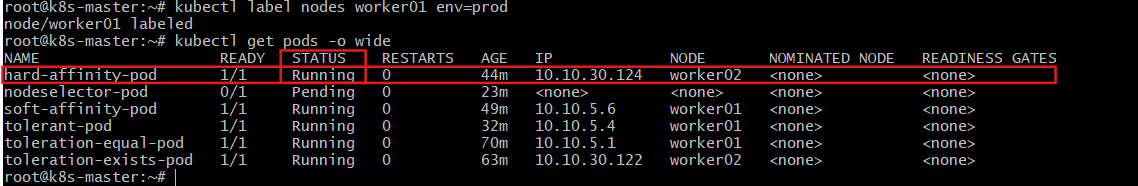 root@k8s-master:~# kubectl label nodes worker01 env=prod
node/worker01 labeled
root@k8s-master:~# kubectl get pods -o wide
NAME READY STATUS RESTARTS AGE IP NODE NOMINATED NODE READINESS GATES
hard-affinity-pod 1/1 Running 0 44m 10.10.30.124 worker02 <none> <none>
nodeselector-pod 0/1 Pending 0 23m <none> <none> <none> <none>
soft-affinity-pod 1/1 Running 0 49m 10.10.5.6 worker01 <none> <none>
tolerant-pod 1/1 Running 0 32m 10.10.5.4 worker01 <none> <none>
toleration-equal-pod 1/1 Running 0 70m 10.10.5.1 worker01 <none> <none>
toleration-exists-pod 1/1 Running 0 63m 10.10.30.122 worker02 <none> <none>
root@k8s-master:~#